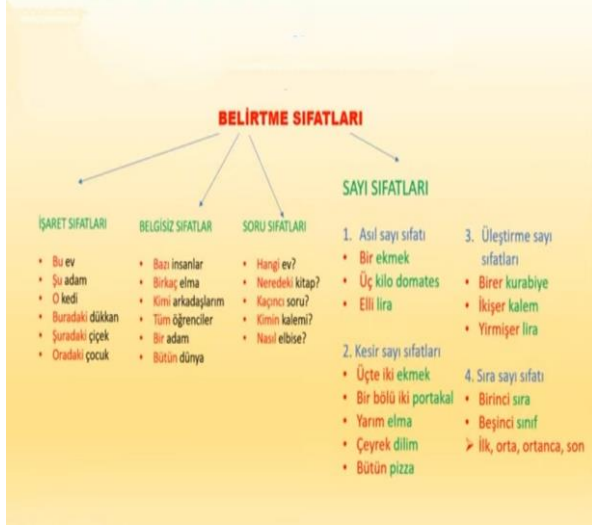 BELİRTME SIFATLARI
İŞARET SIFATLARI
• Bu ev
• Şu adam
• O kedi
• Buradaki dükkan
• Şuradaki çiçek
• Oradaki çocuk
BELGİSİZ SIFATLAR
• Bazı insanlar
• Birkaç elma
• Kimi arkadaşlarım
• Tüm öğrenciler
• Bir adam
• Bütün dünya
SORU SIFATLARI
• Hangi ev?
• Neredeki kitap?
• Kaçıncı soru?
• Kimin kalemi?
• Nasıl elbise?
SAYI SIFATLARI
1. Asıl sayı sıfatı
• Bir ekmek
• Üç kilo domates
• Elli lira
2. Kesir sayı sıfatları
• Üçte iki ekmek
• Bir bölü iki portakal
• Yarım elma
• Çeyrek dilim
• Bütün pizza
3. Üleştirme sayı
sıfatları
• Birer kurabiye
• İkişer kalem
• Yirmişer lira
4. Sıra sayı sıfatı
• Birinci sıra
• Beşinci sınıf
➢ İlk, orta, ortanca, son